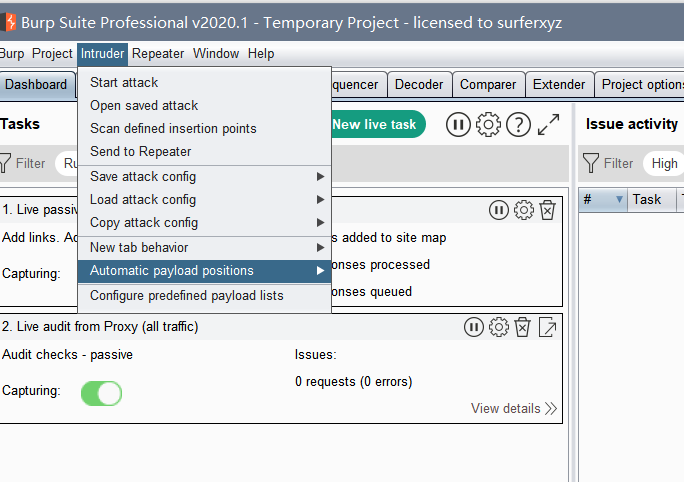 Burp Suite Professional v2020.1 - Temporary Project - licensed to surferxyz
Burp Project Intruder Repeater Window Help
Dashboard quencer Decoder Comparer Extender Project options
Start attack
Open saved attack
Scan defined insertion points
Send to Repeater
Save attack config
Load attack config
Copy attack config
New tab behavior
Automatic payload positions
Configure predefined payload lists
Tasks New live task
Filter Ru
1. Live passiv
Add links. Ad s added to site map
Capturing: onses processed
onses queued
2. Live audit from Proxy (all traffic)
Audit checks - passive Issues:
Capturing: 0 requests (0 errors)
View details
Issue activity
Filter High
# Task